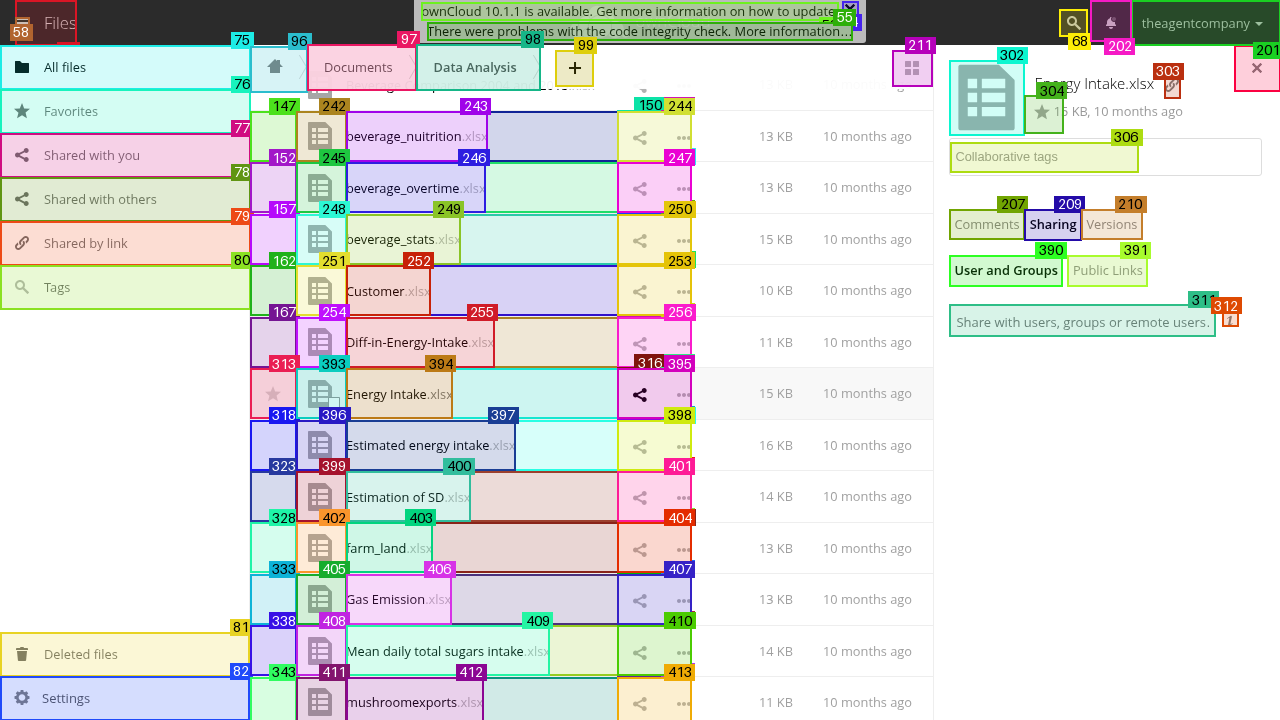 Files
ownCloud 10.1.1 is available. Get more information on how to update
There were problems with the code integrity check. More information...
theagentcompany
All files
Favorites
Shared with you
Shared with others
Shared by link
Tags
Deleted files
Settings
Documents
Data Analysis
beverage_nuitrition.xlsx 13 KB 10 months ago
beverage_overtime.xlsx 13 KB 10 months ago
beverage_stats.xlsx 15 KB 10 months ago
Customer.xlsx 10 KB 10 months ago
Diff-in-Energy-Intake.xlsx 11 KB 10 months ago
Energy Intake.xlsx 15 KB 10 months ago
Estimated energy intake.xlsx 16 KB 10 months ago
Estimation of SD.xlsx 14 KB 10 months ago
farm_land.xlsx 13 KB 10 months ago
Gas Emission.xlsx 13 KB 10 months ago
Mean daily total sugars intake.xlsx 14 KB 10 months ago
mushroomexports.xlsx 11 KB 10 months ago
Energy Intake.xlsx
15 KB, 10 months ago
Collaborative tags
Comments Sharing Versions
User and Groups Public Links
Share with users, groups or remote users.
58
55
68
202
201
75
76
77
78
79
80
81
82
96
97
98
99
211
147 242 243 150 244
152 245 246 247
157 248 249 250
162 251 252 253
167 254 255 256
313 393 394 316 395
318 396 397 398
323 399 400 401
328 402 403 404
333 405 406 407
338 408 409 410
343 411 412 413
302
303
304
306
207 209 210
390 391
311 312